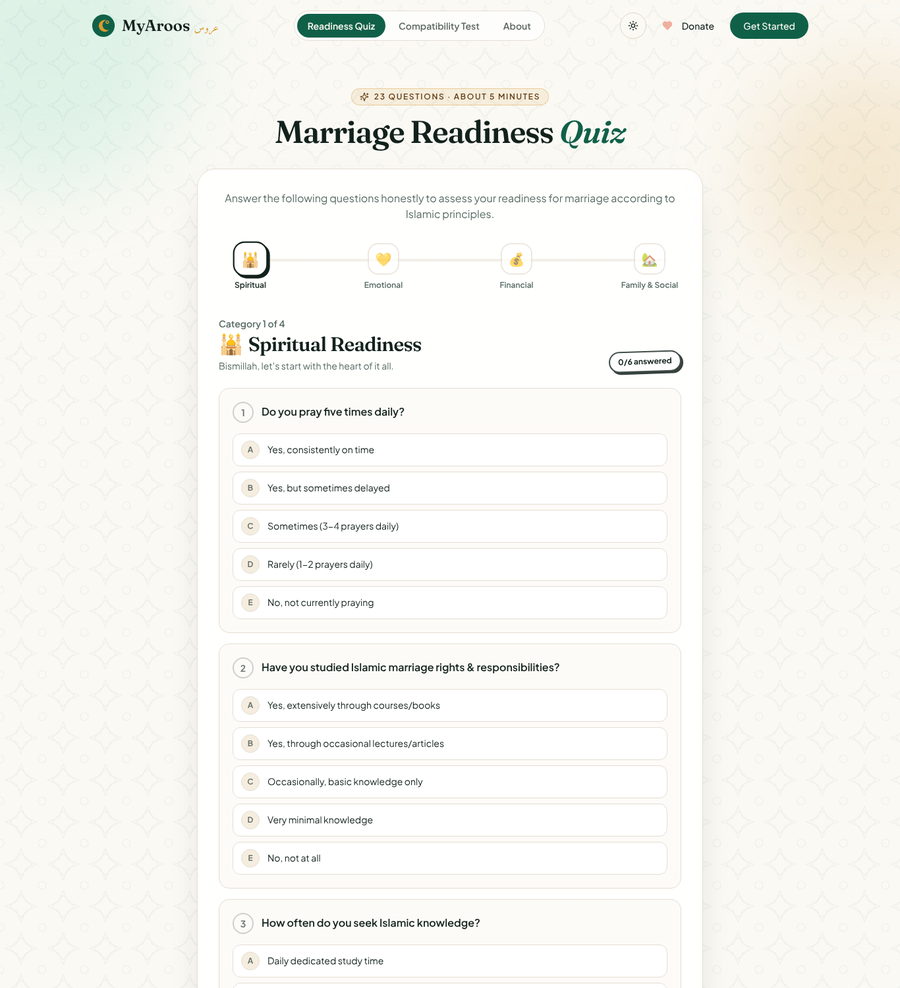 MyAroos عروس
Readiness Quiz
Compatibility Test
About
Donate
Get Started
23 QUESTIONS · ABOUT 5 MINUTES
Marriage Readiness Quiz
Answer the following questions honestly to assess your readiness for marriage according to
Islamic principles.
Spiritual
Emotional
Financial
Family & Social
Category 1 of 4
Spiritual Readiness
Bismillah, let's start with the heart of it all.
0/6 answered
1 Do you pray five times daily?
A Yes, consistently on time
B Yes, but sometimes delayed
C Sometimes (3–4 prayers daily)
D Rarely (1–2 prayers daily)
E No, not currently praying
2 Have you studied Islamic marriage rights & responsibilities?
A Yes, extensively through courses/books
B Yes, through occasional lectures/articles
C Occasionally, basic knowledge only
D Very minimal knowledge
E No, not at all
3 How often do you seek Islamic knowledge?
A Daily dedicated study time